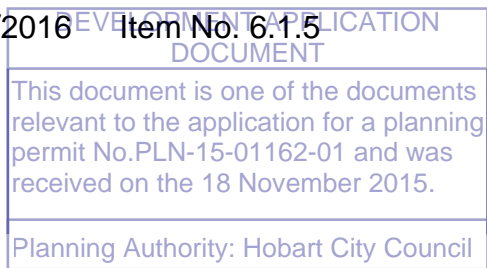 /2016 Item No. 6.1.5
DEVELOPMENT APPLICATION
DOCUMENT
This document is one of the documents
relevant to the application for a planning
permit No.PLN-15-01162-01 and was
received on the 18 November 2015.
Planning Authority: Hobart City Council